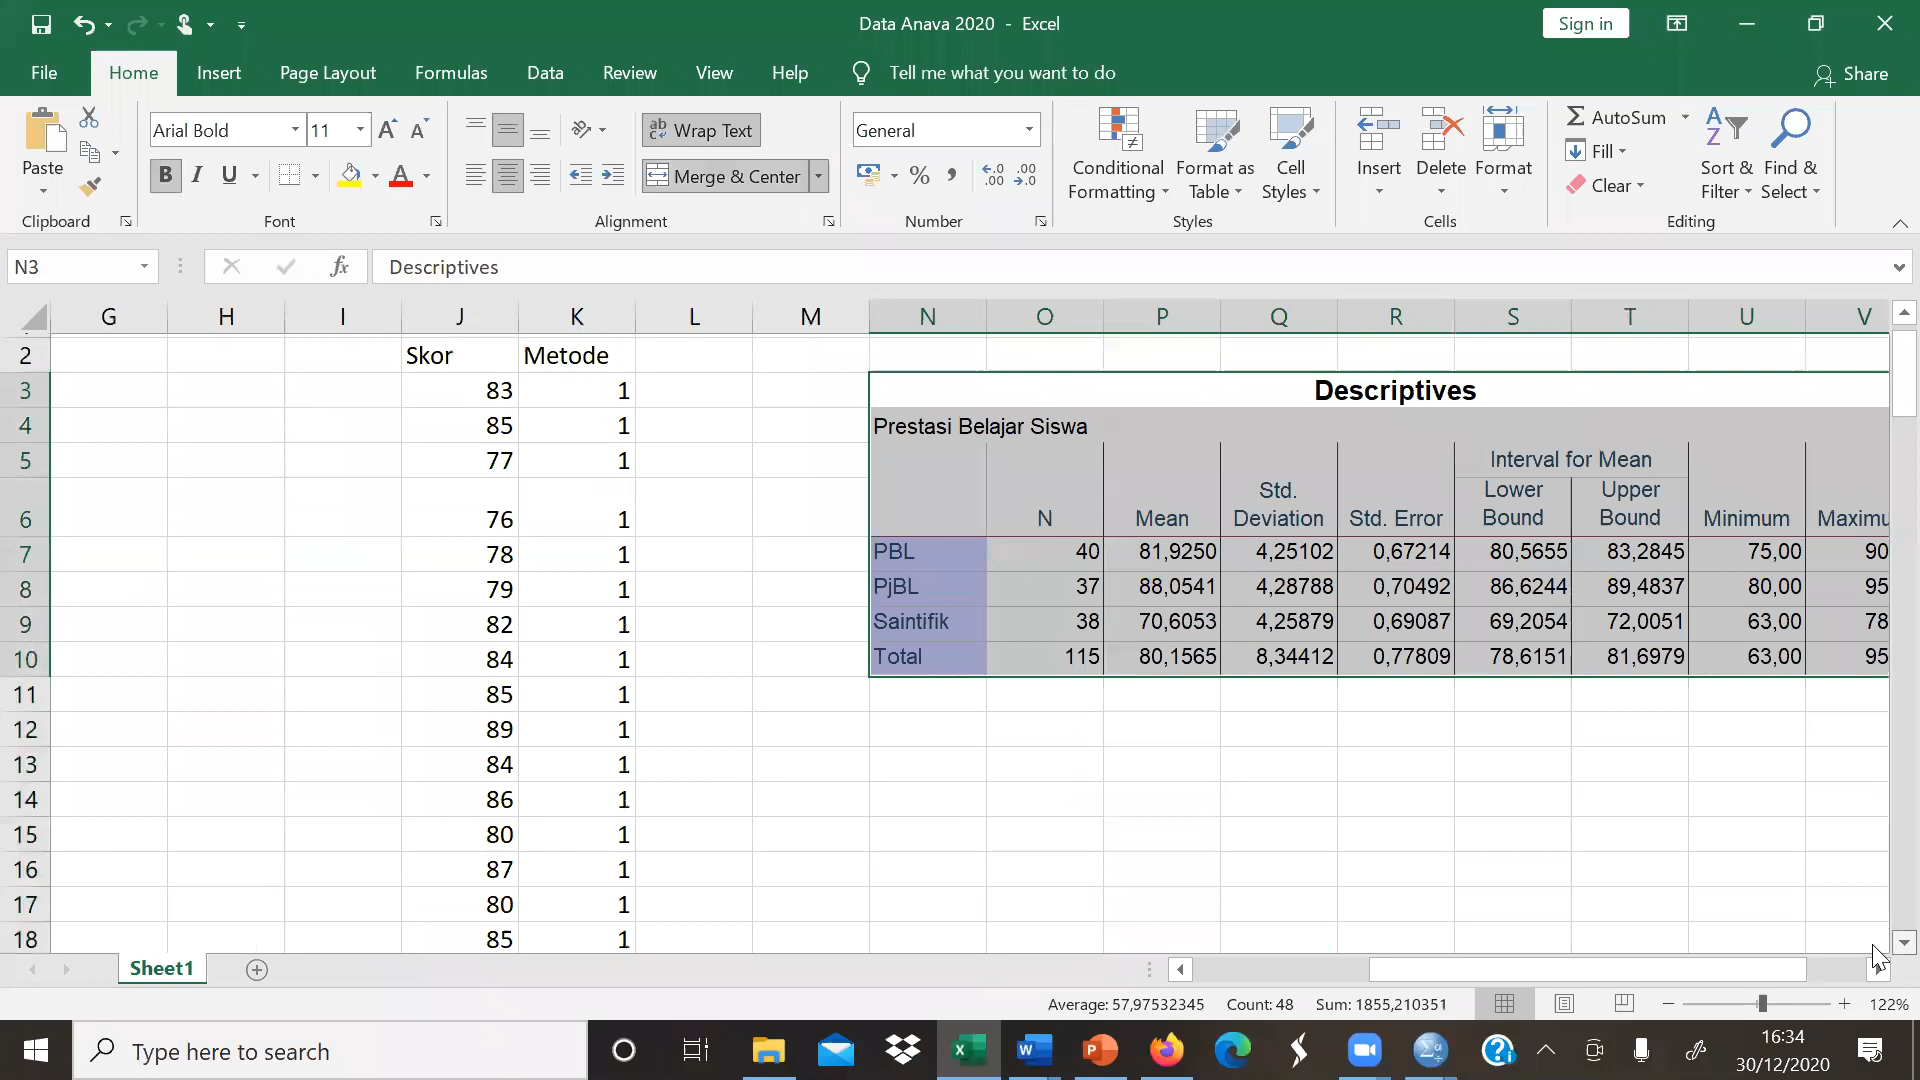 Data Anava 2020 - Excel
Sign in
File Home Insert Page Layout Formulas Data Review View Help Tell me what you want to do Share
Paste
Clipboard
Arial Bold 11
B I U
Font
Wrap Text
Merge & Center
Alignment
General
Number
Conditional Formatting
Format as Table
Cell Styles
Styles
Insert Delete Format
Cells
AutoSum
Fill
Clear
Sort & Filter
Find & Select
Editing
N3 fx Descriptives
G H I J K L M N O P Q R S T U V
2 Skor Metode
3 83 1 Descriptives
4 85 1 Prestasi Belajar Siswa
5 77 1 Interval for Mean
6 76 1 N Mean Std. Deviation Std. Error Lower Bound Upper Bound Minimum Maximu
7 78 1 PBL 40 81,9250 4,25102 0,67214 80,5655 83,2845 75,00 90
8 79 1 PjBL 37 88,0541 4,28788 0,70492 86,6244 89,4837 80,00 95
9 82 1 Saintifik 38 70,6053 4,25879 0,69087 69,2054 72,0051 63,00 78
10 84 1 Total 115 80,1565 8,34412 0,77809 78,6151 81,6979 63,00 95
11 85 1
12 89 1
13 84 1
14 86 1
15 80 1
16 87 1
17 80 1
18 85 1
Sheet1
Average: 57,97532345 Count: 48 Sum: 1855,210351 122%
Type here to search
16:34
30/12/2020